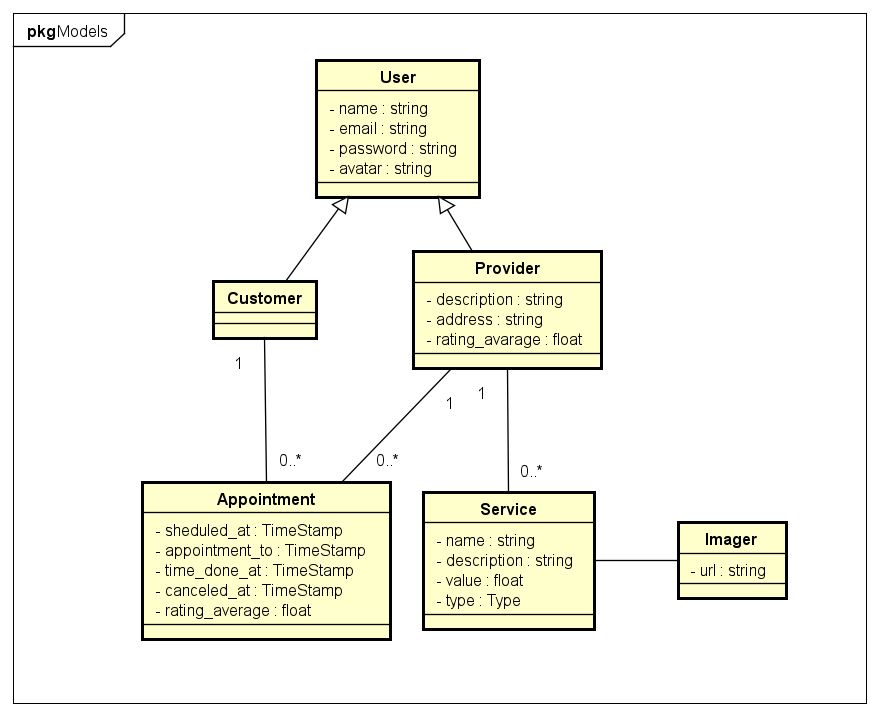 pkgModels
User
- name : string
- email : string
- password : string
- avatar : string
Customer
Provider
- description : string
- address : string
- rating_avarage : float
1
1
1
0..*
0..*
0..*
Appointment
- sheduled_at : TimeStamp
- appointment_to : TimeStamp
- time_done_at : TimeStamp
- canceled_at : TimeStamp
- rating_average : float
Service
- name : string
- description : string
- value : float
- type : Type
Imager
- url : string